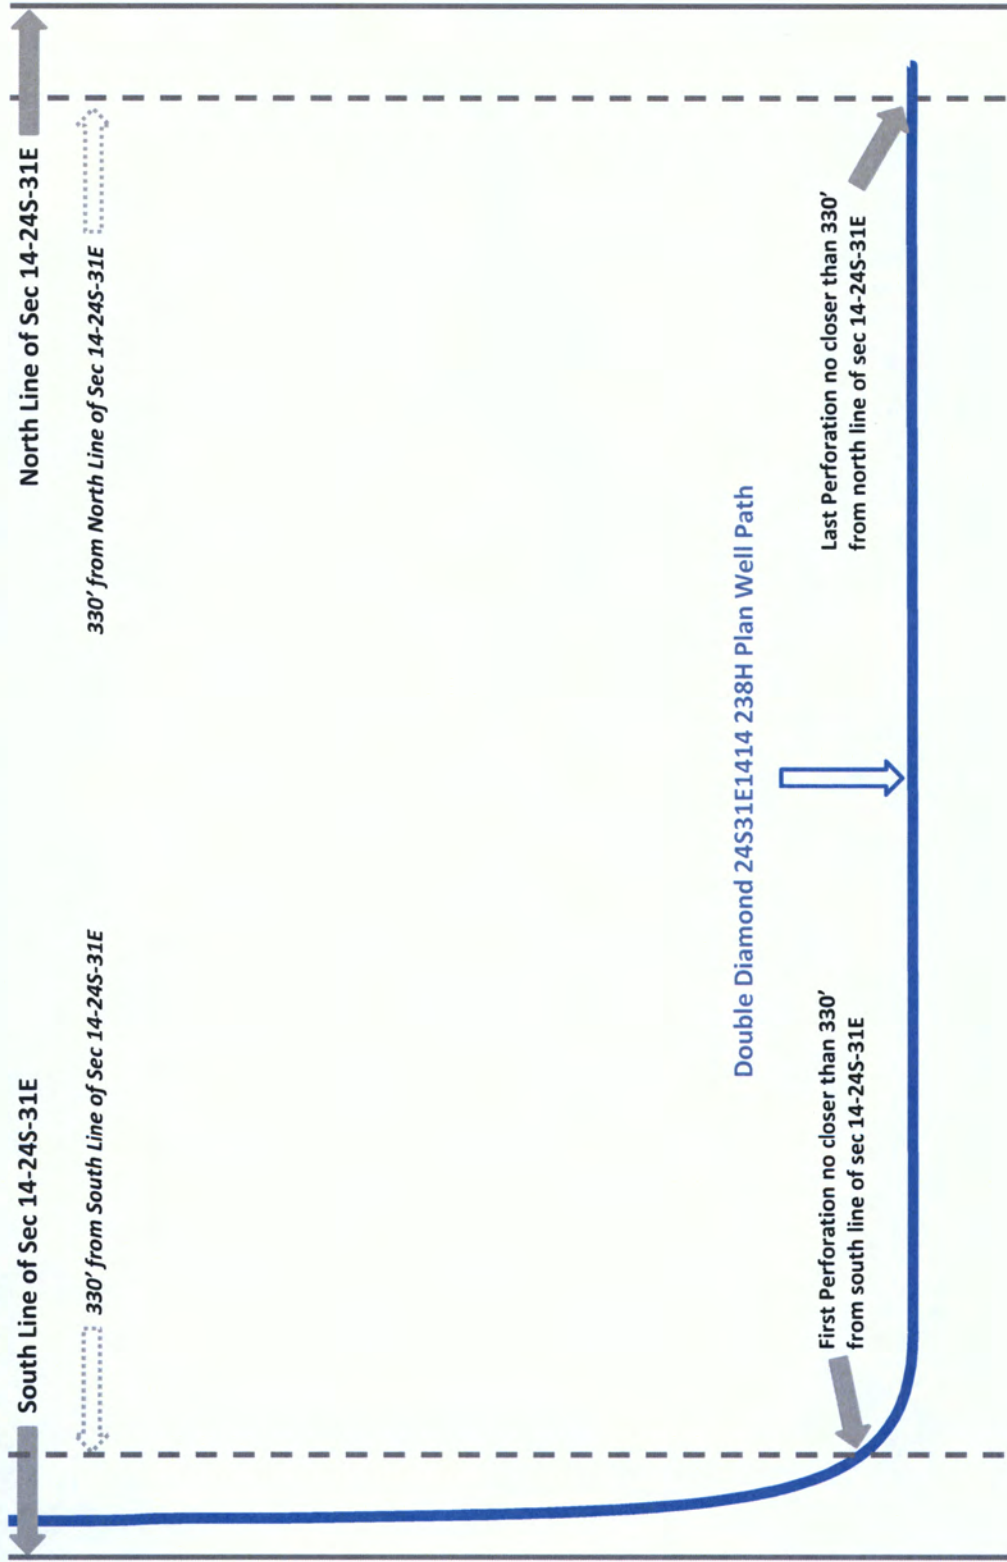 South Line of Sec 14-24S-31E
North Line of Sec 14-24S-31E
330' from South Line of Sec 14-24S-31E
330' from North Line of Sec 14-24S-31E
Double Diamond 24S31E1414 238H Plan Well Path
First Perforation no closer than 330'
from south line of sec 14-24S-31E
Last Perforation no closer than 330'
from north line of sec 14-24S-31E